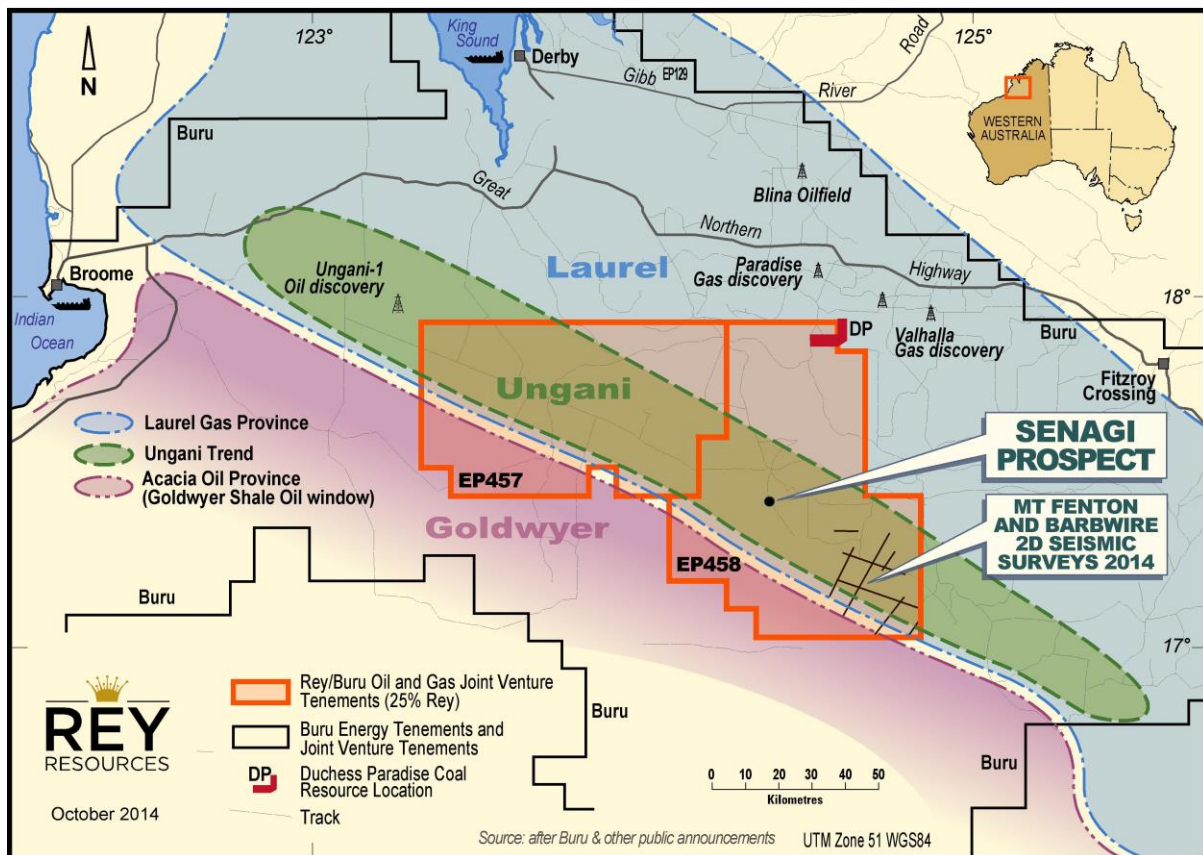 123°
125°
N
King
Sound
Derby
Gibb
EP129
River
Road
WESTERN
AUSTRALIA
Buru
Great
Northern
Highway
Blina Oilfield
Ungani-1
Oil discovery
Laurel
Paradise
Gas discovery
Broome
18°
Indian
Ocean
DP
Valhalla
Gas discovery
Buru
Fitzroy
Crossing
Ungani
Laurel Gas Province
Ungani Trend
Acacia Oil Province
(Goldwyer Shale Oil window)
SENAGI
PROSPECT
EP457
Goldwyer
MT FENTON
AND BARBWIRE
2D SEISMIC
SURVEYS 2014
EP458
Buru
17°
REY
RESOURCES
October 2014
Rey/Buru Oil and Gas Joint Venture
Tenements (25% Rey)
Buru Energy Tenements and
Joint Venture Tenements
DP
Duchess Paradise Coal
Resource Location
Track
Buru
Buru
0 10 20 30 40 50
Kilometres
Source: after Buru & other public announcements
UTM Zone 51 WGS84